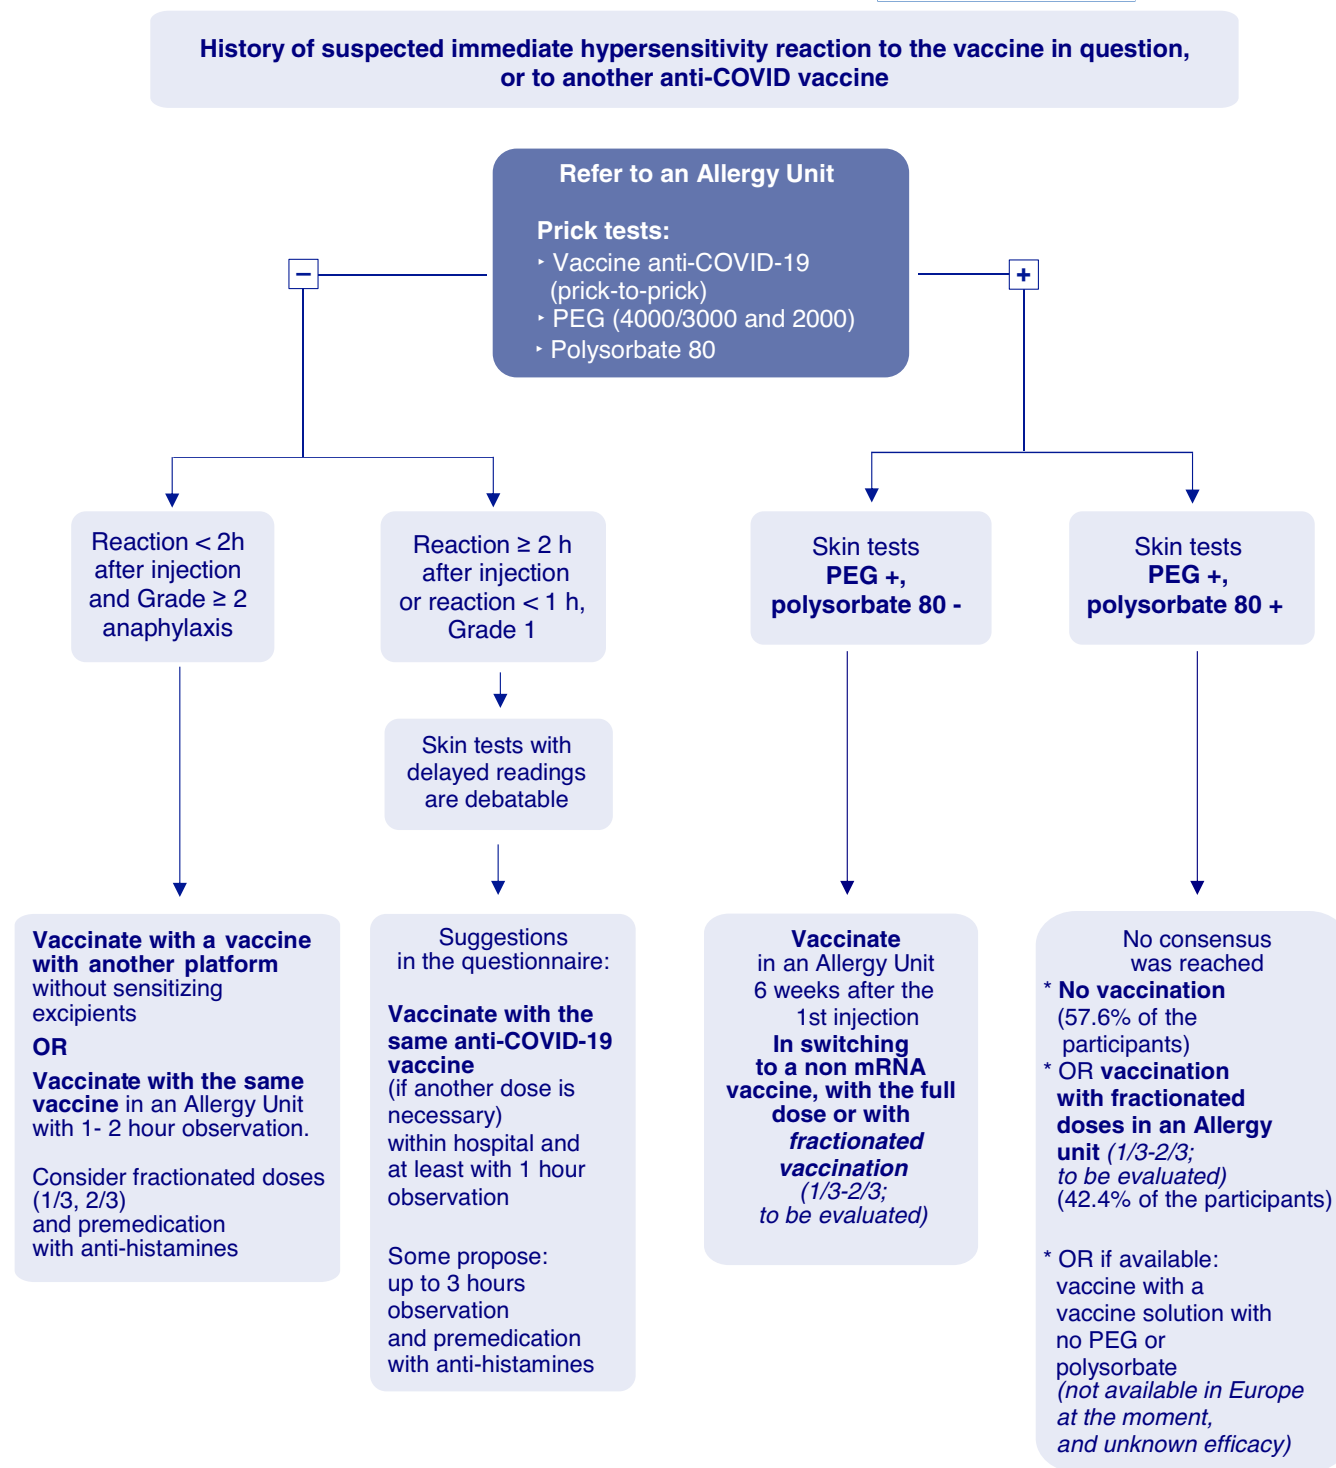 History of suspected immediate hypersensitivity reaction to the vaccine in question,
or to another anti-COVID vaccine
Refer to an Allergy Unit
Prick tests:
‣ Vaccine anti-COVID-19
(prick-to-prick)
‣ PEG (4000/3000 and 2000)
‣ Polysorbate 80
−
+
Reaction < 2h
after injection
and Grade ≥ 2
anaphylaxis
Reaction ≥ 2 h
after injection
or reaction < 1 h,
Grade 1
Skin tests
PEG +,
polysorbate 80 -
Skin tests
PEG +,
polysorbate 80 +
Skin tests with
delayed readings
are debatable
Vaccinate with a vaccine
with another platform
without sensitizing
excipients
OR
Vaccinate with the same
vaccine in an Allergy Unit
with 1- 2 hour observation.
Consider fractionated doses
(1/3, 2/3)
and premedication
with anti-histamines
Suggestions
in the questionnaire:
Vaccinate with the
same anti-COVID-19
vaccine
(if another dose is
necessary)
within hospital and
at least with 1 hour
observation
Some propose:
up to 3 hours
observation
and premedication
with anti-histamines
Vaccinate
in an Allergy Unit
6 weeks after the
1st injection
In switching
to a non mRNA
vaccine, with the full
dose or with
fractionated
vaccination
(1/3-2/3;
to be evaluated)
No consensus
was reached
* No vaccination
(57.6% of the
participants)
* OR vaccination
with fractionated
doses in an Allergy
unit (1/3-2/3;
to be evaluated)
(42.4% of the participants)
* OR if available:
vaccine with a
vaccine solution with
no PEG or
polysorbate
(not available in Europe
at the moment,
and unknown efficacy)